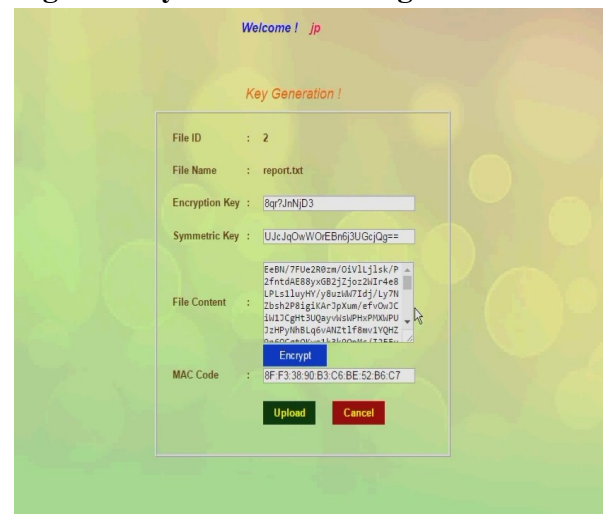 Welcome ! jp
Key Generation !
File ID : 2
File Name : report.txt
Encryption Key : 8qr?JnNjD3
Symmetric Key : UJcJqOwWOrEBn6j3UGcjQg==
File Content :
EeBN/7FUe2R0zm/OiVlLjlsk/P
2fntdAE88yxGB2jZjoz2WIr4e8
LPLs1luyHY/y8uzWW7Idj/Ly7N
Zbsh2P8igiKArJpXum/efvOwJC
iW1JCgHt3UQayvWsWPHxPMXWPU
JzHPyNhBLq6vANZtlf8mv1YQHZ
Encrypt
MAC Code : 8F:F3:38:90:B3:C6:BE:52:B6:C7
Upload Cancel